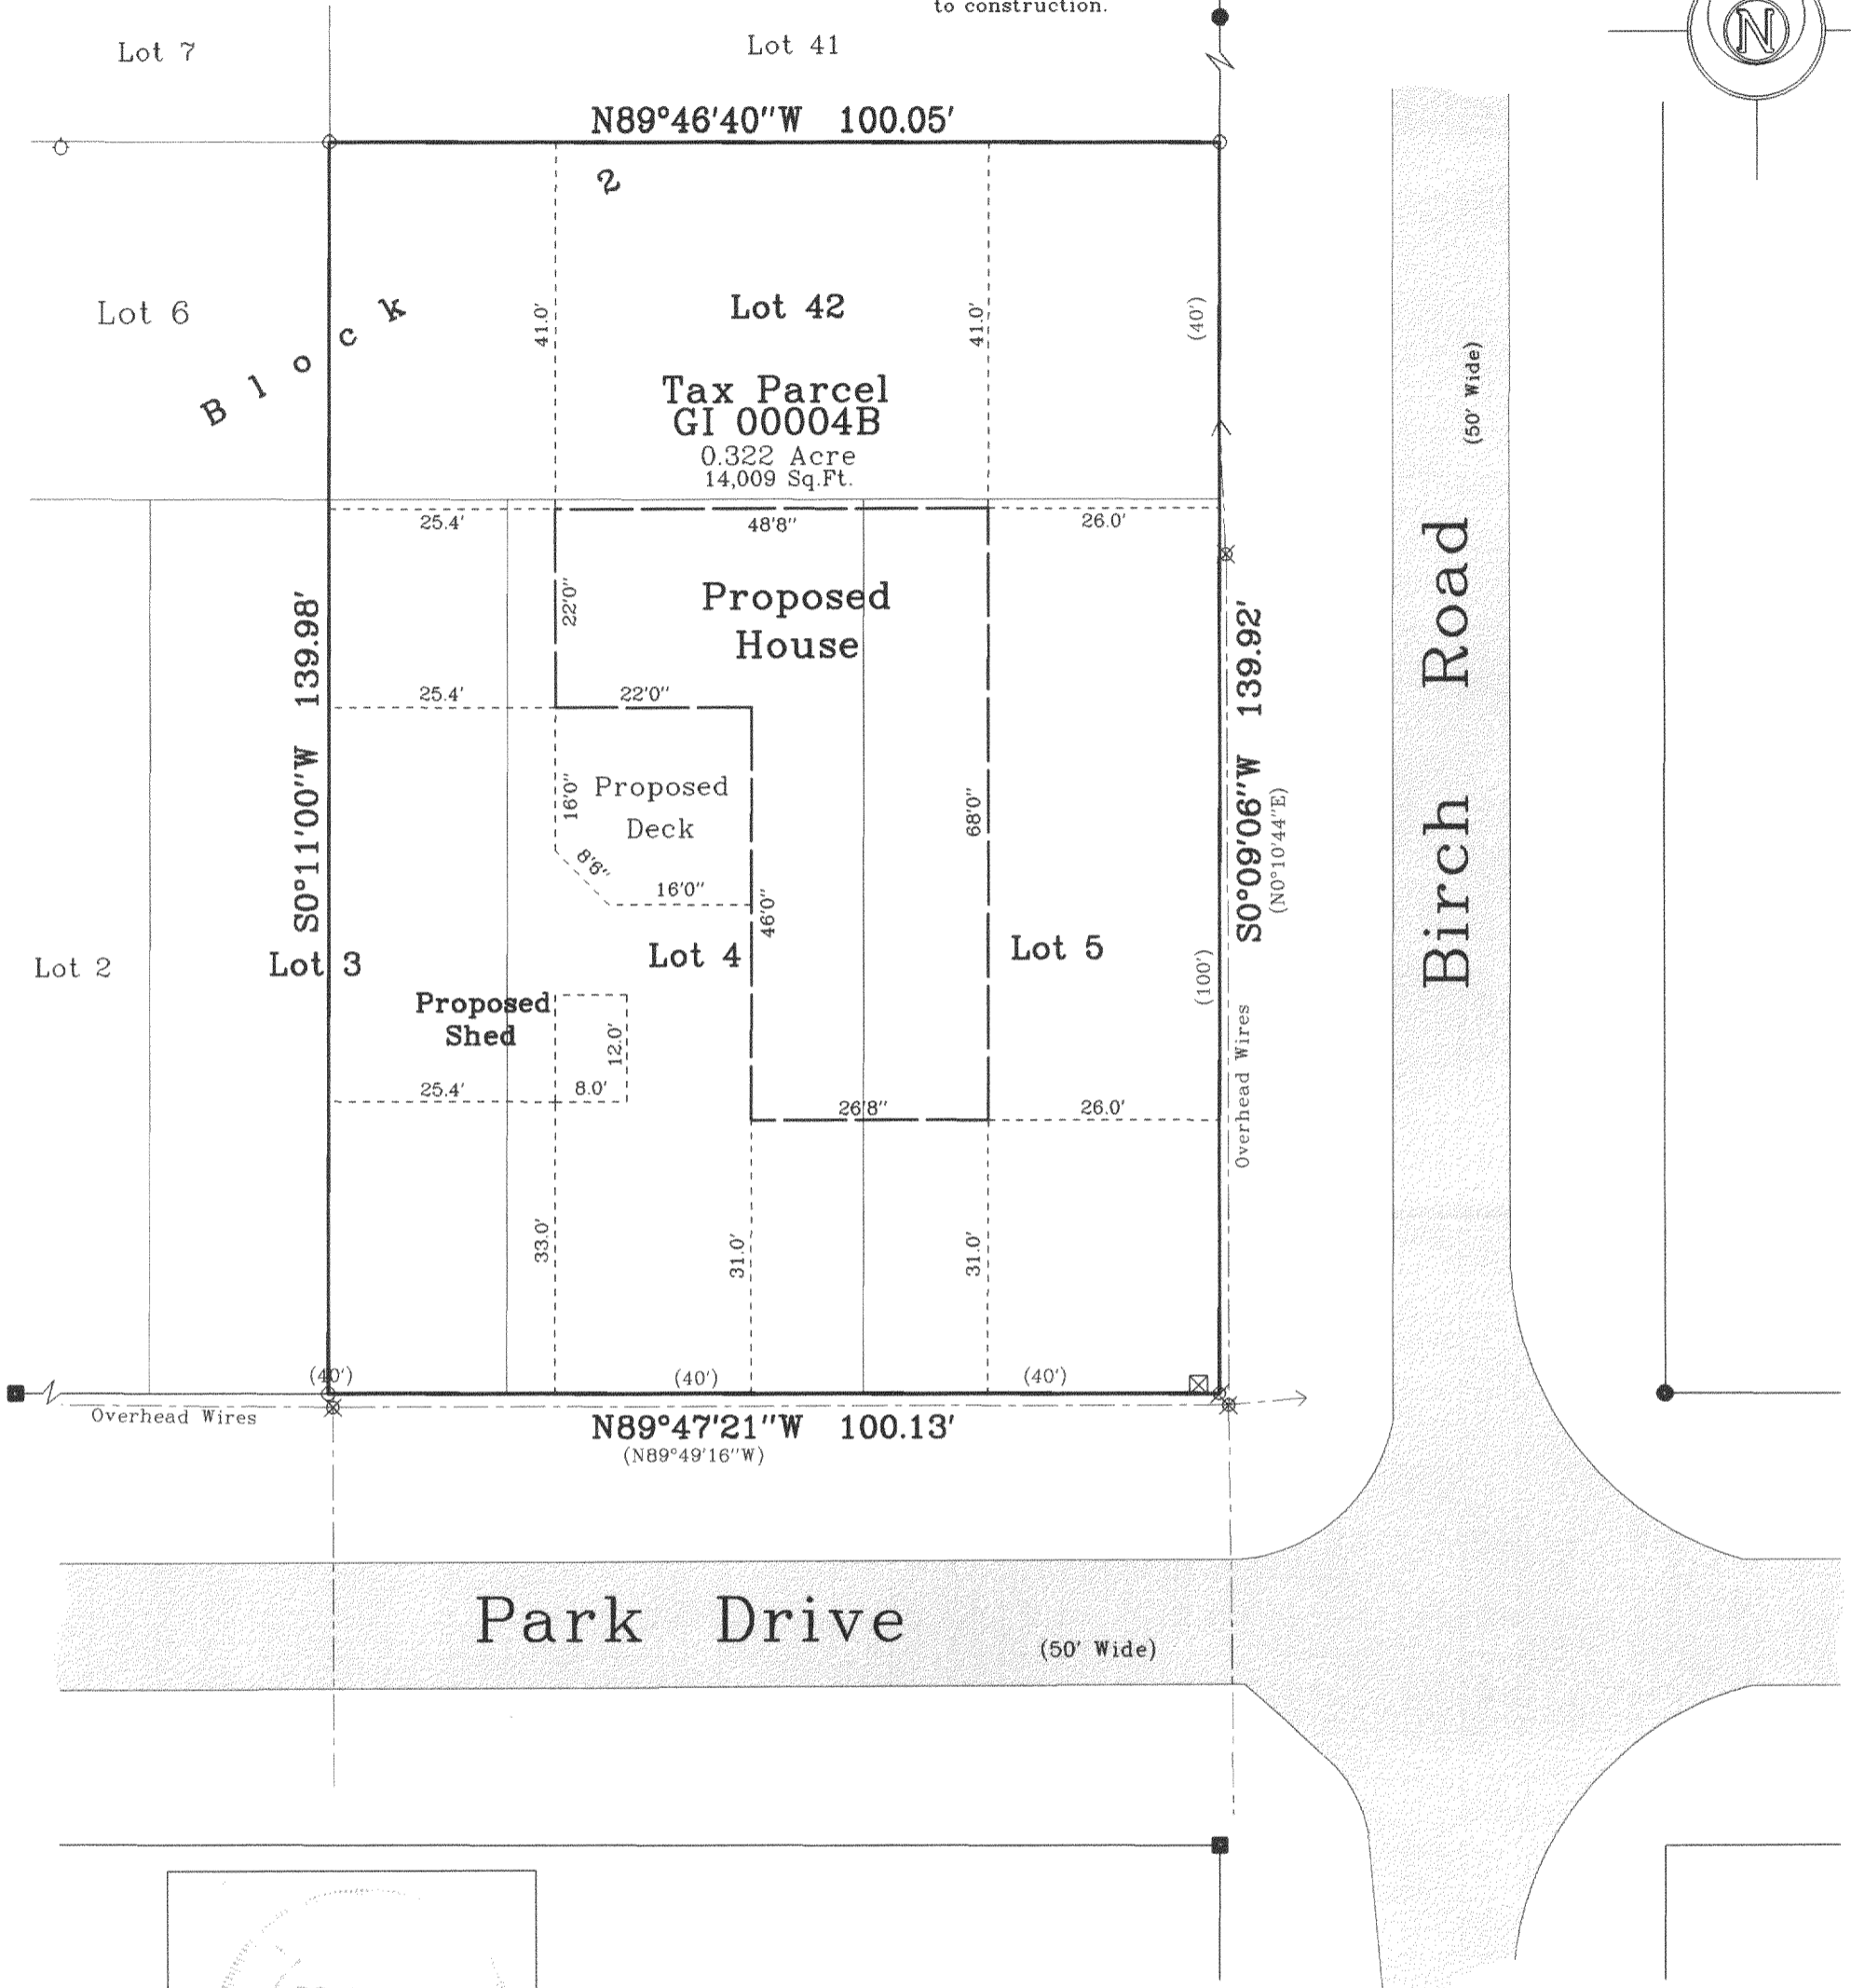 to construction.
N
Lot 7
Lot 41
N89°46'40"W 100.05'
2
Lot 6
Block
41.0'
Lot 42
41.0'
(40')
(50' Wide)
Tax Parcel
GI 00004B
0.322 Acre
14,009 Sq.Ft.
25.4'
48'8"
26.0'
22'0"
Proposed
House
S0°11'00"W 139.98'
S0°09'06"W 139.92'
(N0°10'44"E)
Birch Road
25.4'
22'0"
16'0"
Proposed
Deck
68'0"
8'6"
16'0"
46'0"
Lot 2
Lot 3
Lot 4
Lot 5
(100')
Proposed
Shed
12.0'
25.4'
8.0'
26'8"
26.0'
Overhead Wires
33.0'
31.0'
31.0'
(40')
(40')
(40')
Overhead Wires
N89°47'21"W 100.13'
(N89°49'16"W)
Park Drive
(50' Wide)